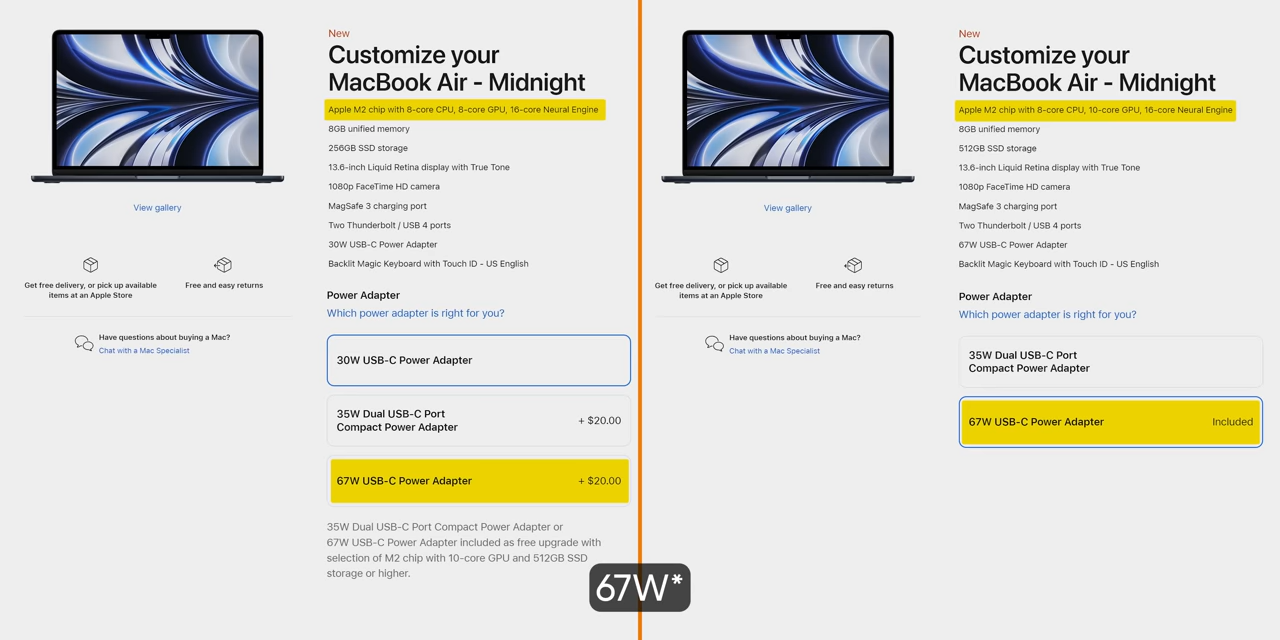 New
Customize your
MacBook Air - Midnight
Apple M2 chip with 8-core CPU, 8-core GPU, 16-core Neural Engine
8GB unified memory
256GB SSD storage
13.6-inch Liquid Retina display with True Tone
1080p FaceTime HD camera
MagSafe 3 charging port
Two Thunderbolt / USB 4 ports
30W USB-C Power Adapter
Backlit Magic Keyboard with Touch ID - US English
View gallery
Get free delivery, or pick up available
items at an Apple Store
Free and easy returns
Have questions about buying a Mac?
Chat with a Mac Specialist
Power Adapter
Which power adapter is right for you?
30W USB-C Power Adapter
35W Dual USB-C Port
Compact Power Adapter
+ $20.00
67W USB-C Power Adapter
+ $20.00
35W Dual USB-C Port Compact Power Adapter or
67W USB-C Power Adapter included as free upgrade with
selection of M2 chip with 10-core GPU and 512GB SSD
storage or higher.
New
Customize your
MacBook Air - Midnight
Apple M2 chip with 8-core CPU, 10-core GPU, 16-core Neural Engine
8GB unified memory
512GB SSD storage
13.6-inch Liquid Retina display with True Tone
1080p FaceTime HD camera
MagSafe 3 charging port
Two Thunderbolt / USB 4 ports
67W USB-C Power Adapter
Backlit Magic Keyboard with Touch ID - US English
View gallery
Get free delivery, or pick up available
items at an Apple Store
Free and easy returns
Have questions about buying a Mac?
Chat with a Mac Specialist
Power Adapter
Which power adapter is right for you?
35W Dual USB-C Port
Compact Power Adapter
67W USB-C Power Adapter
Included
67W*